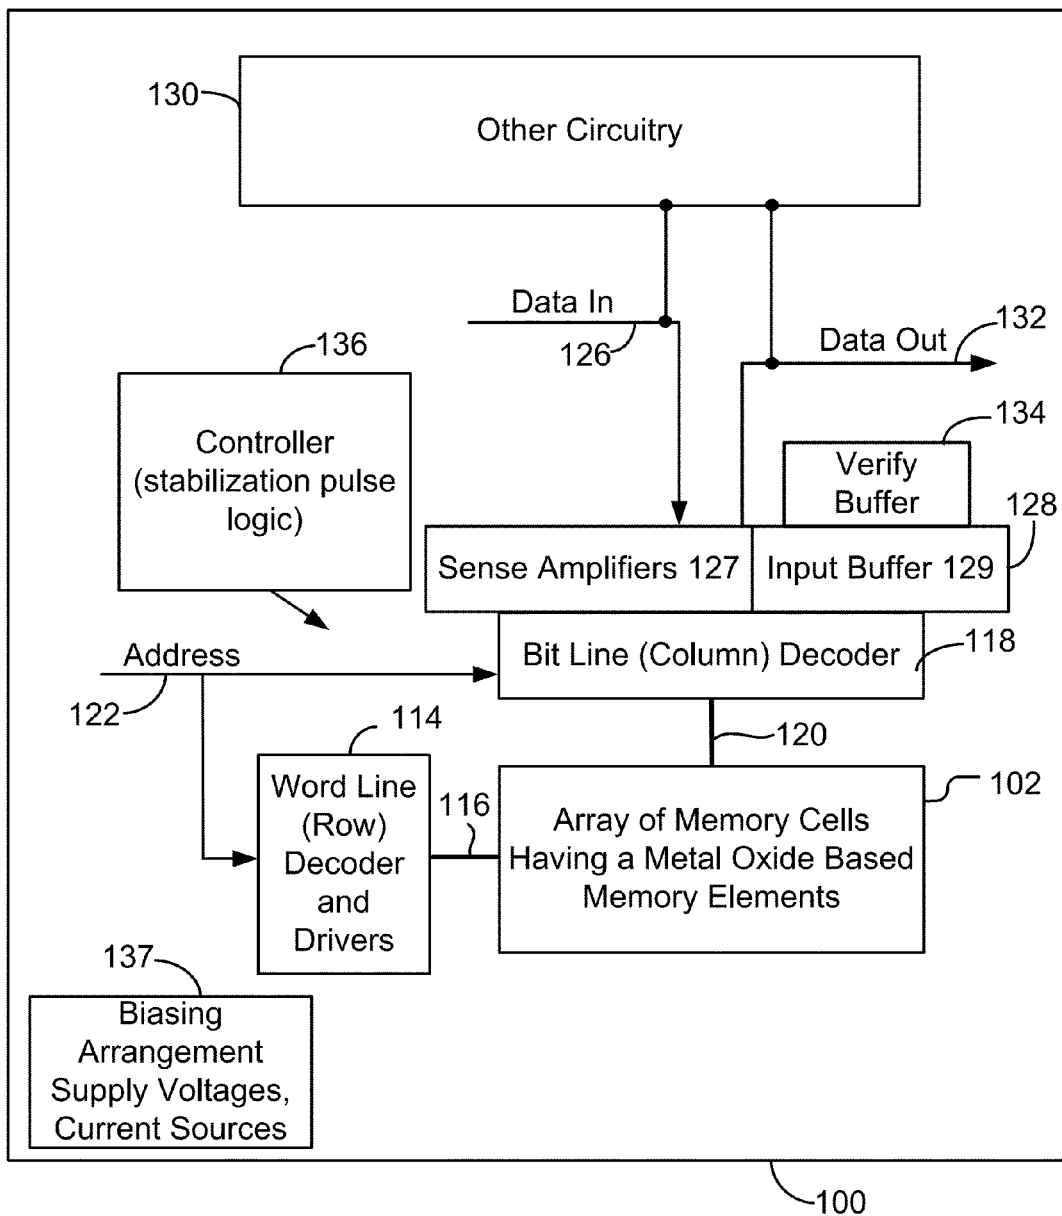 130
Other Circuitry
Data In
126
132
Data Out
136
Controller
(stabilization pulse
logic)
134
Verify
Buffer
128
Sense Amplifiers 127
Input Buffer 129
Bit Line (Column) Decoder
118
Address
122
120
114
Word Line
(Row)
Decoder
and
Drivers
116
102
Array of Memory Cells
Having a Metal Oxide Based
Memory Elements
137
Biasing
Arrangement
Supply Voltages,
Current Sources
100